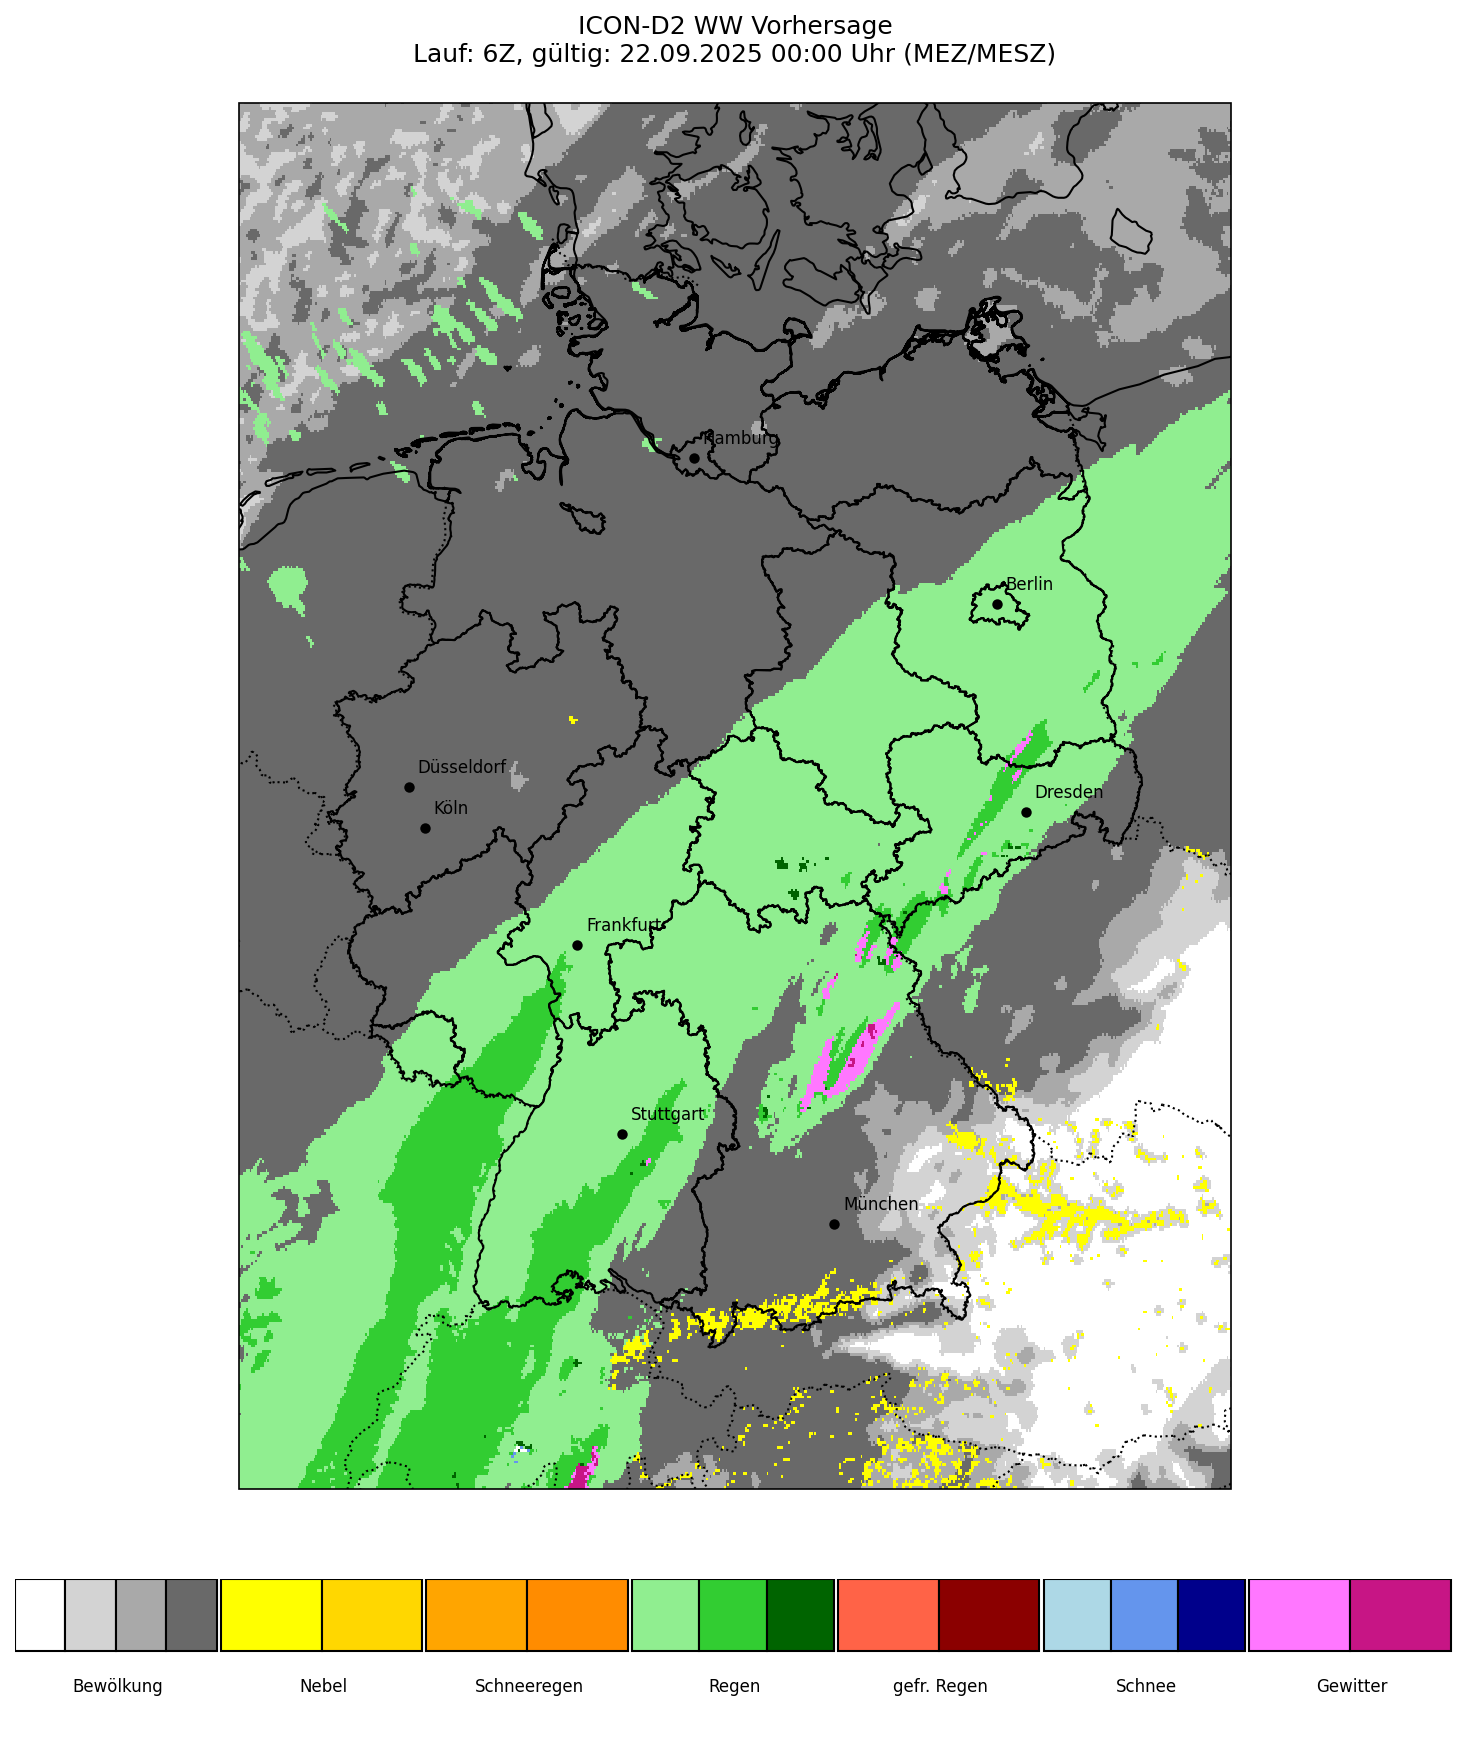 ICON-D2 WW Vorhersage
Lauf: 6Z, gültig: 22.09.2025 00:00 Uhr (MEZ/MESZ)
Hamburg
Berlin
Düsseldorf
Köln
Dresden
Frankfurt
Stuttgart
München
Bewölkung
Nebel
Schneeregen
Regen
gefr. Regen
Schnee
Gewitter